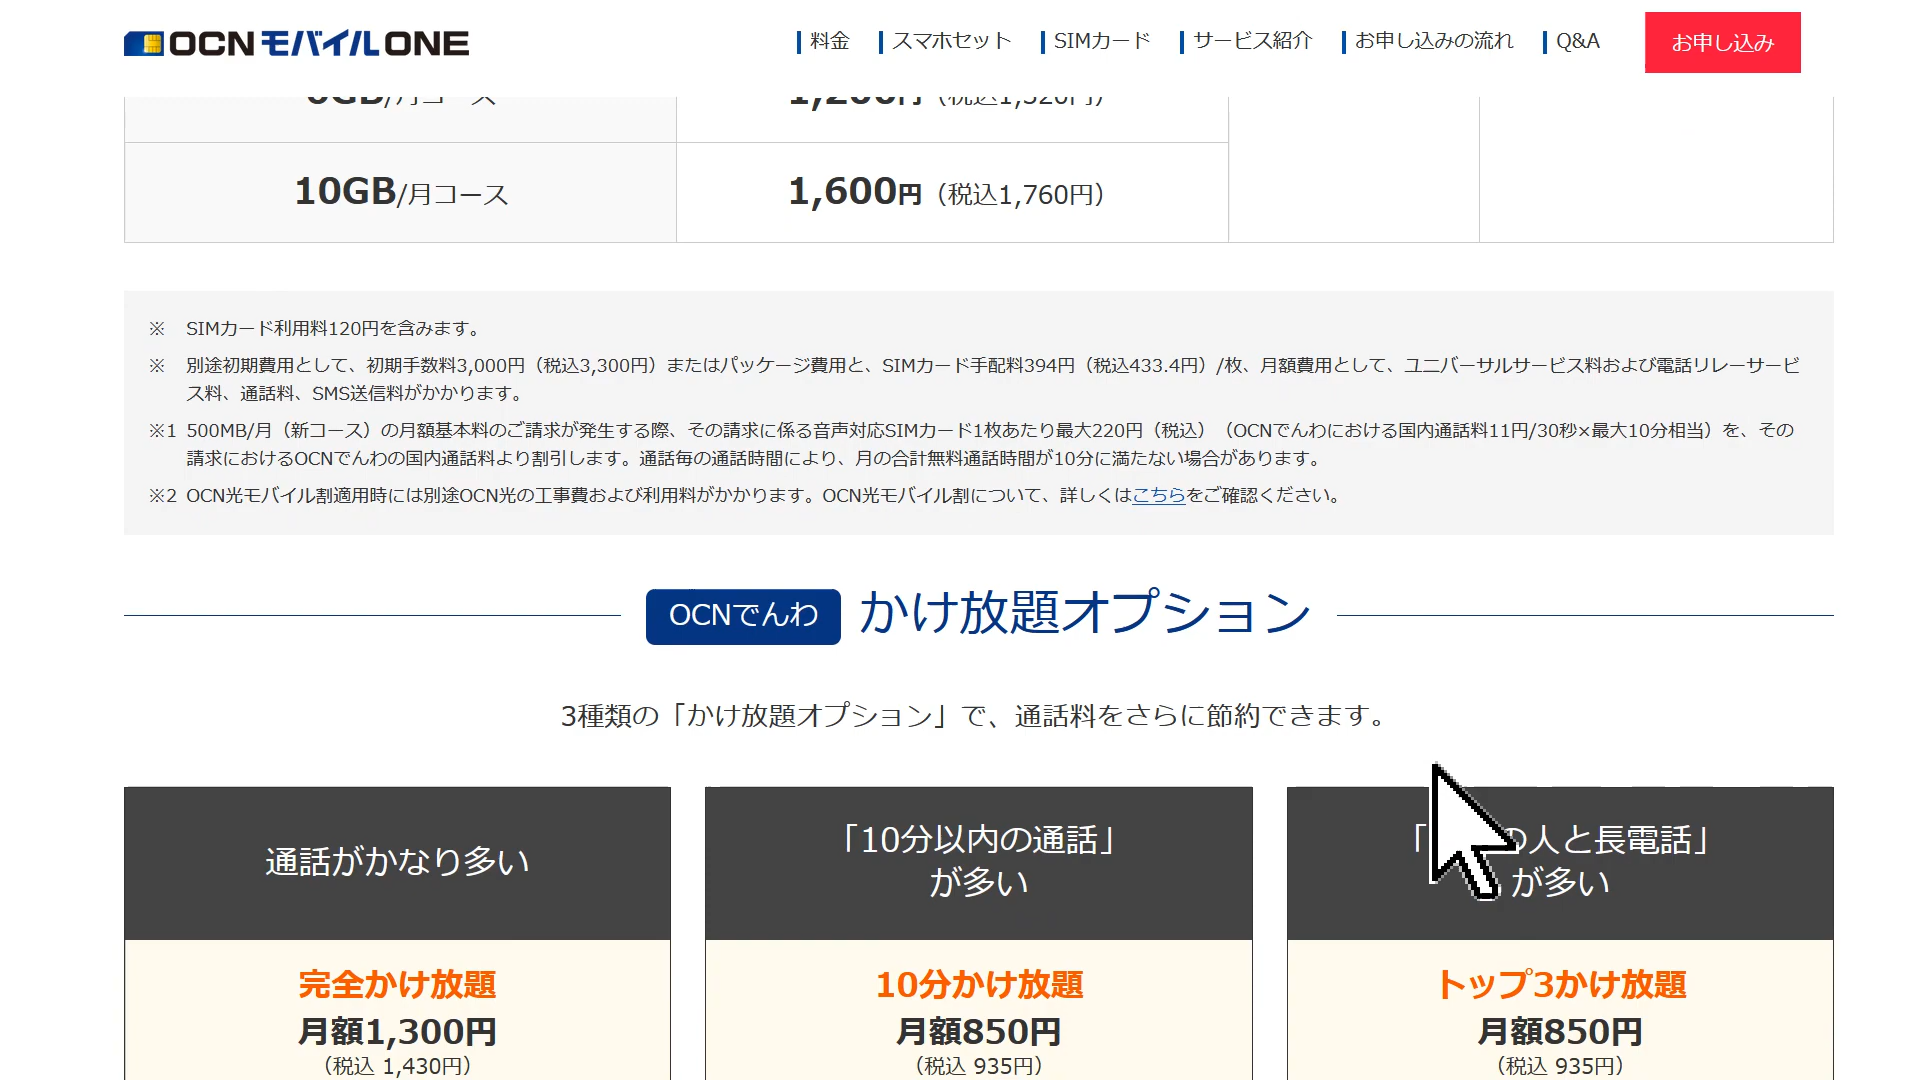 OCN モバイル ONE
料金
スマホセット
SIMカード
サービス紹介
お申し込みの流れ
Q&A
お申し込み
10GB/月コース
1,600円（税込1,760円）
※ SIMカード利用料120円を含みます。
※ 別途初期費用として、初期手数料3,000円（税込3,300円）またはパッケージ費用と、SIMカード手配料394円（税込433.4円）/枚、月額費用として、ユニバーサルサービス料および電話リレーサービ
ス料、通話料、SMS送信料がかかります。
※1 500MB/月（新コース）の月額基本料のご請求が発生する際、その請求に係る音声対応SIMカード1枚あたり最大220円（税込）（OCNでんわにおける国内通話料11円/30秒×最大10分相当）を、その
請求におけるOCNでんわの国内通話料より割引します。通話毎の通話時間により、月の合計無料通話時間が10分に満たない場合があります。
※2 OCN光モバイル割適用時には別途OCN光の工事費および利用料がかかります。OCN光モバイル割について、詳しくはこちらをご確認ください。
OCNでんわ かけ放題オプション
3種類の「かけ放題オプション」で、通話料をさらに節約できます。
通話がかなり多い
完全かけ放題
月額1,300円
（税込 1,430円）
「10分以内の通話」
が多い
10分かけ放題
月額850円
（税込 935円）
「の人と長電話」
が多い
トップ3かけ放題
月額850円
（税込 935円）